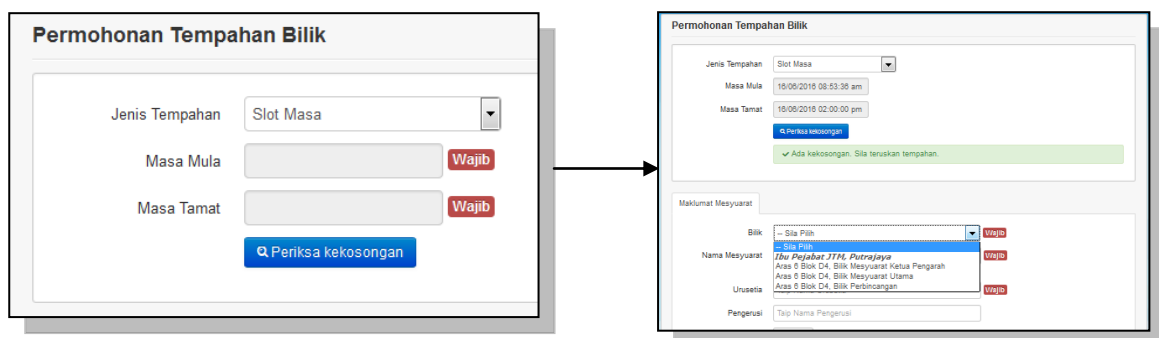 Permohonan Tempahan Bilik
Jenis Tempahan Slot Masa
Masa Mula Wajib
Masa Tamat Wajib
Periksa kekosongan
Permohonan Tempahan Bilik
Jenis Tempahan Slot Masa
Masa Mula 16/06/2016 08:53:36 am
Masa Tamat 16/06/2016 02:00:00 pm
Periksa kekosongan
Ada kekosongan. Sila teruskan tempahan.
Maklumat Mesyuarat
Bilik -- Sila Pilih Wajib
-- Sila Pilih
Nama Mesyuarat Ibu Pejabat JTM, Putrajaya Wajib
Aras 6 Blok D4, Bilik Mesyuarat Ketua Pengarah
Aras 6 Blok D4, Bilik Mesyuarat Utama
Urusetia Aras 6 Blok D4, Bilik Perbincangan Wajib
Pengerusi Taip Nama Pengerusi